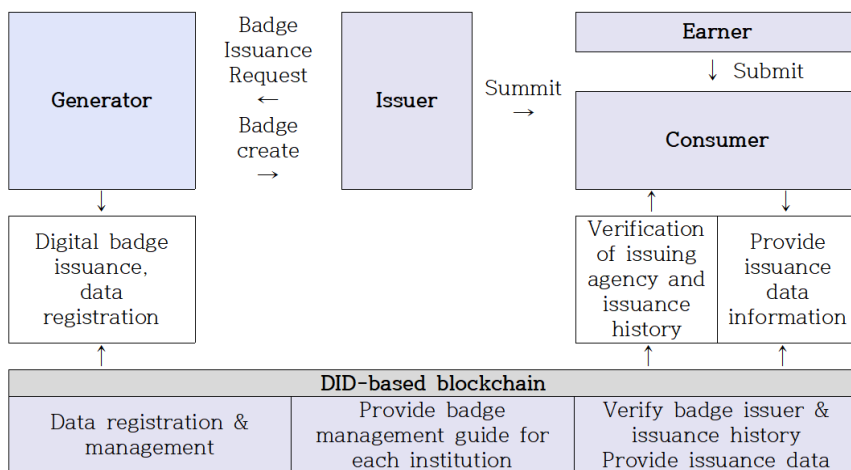 Generator
Badge
Issuance
Request
←
Badge
create
→
Issuer
Summit
→
Earner
↓ Submit
Consumer
↓
↑
↓
Digital badge
issuance,
data
registration
Verification
of issuing
agency and
issuance
history
Provide
issuance
data
information
↑
↑
↑
DID-based blockchain
Data registration &
management
Provide badge
management guide for
each institution
Verify badge issuer &
issuance history
Provide issuance data